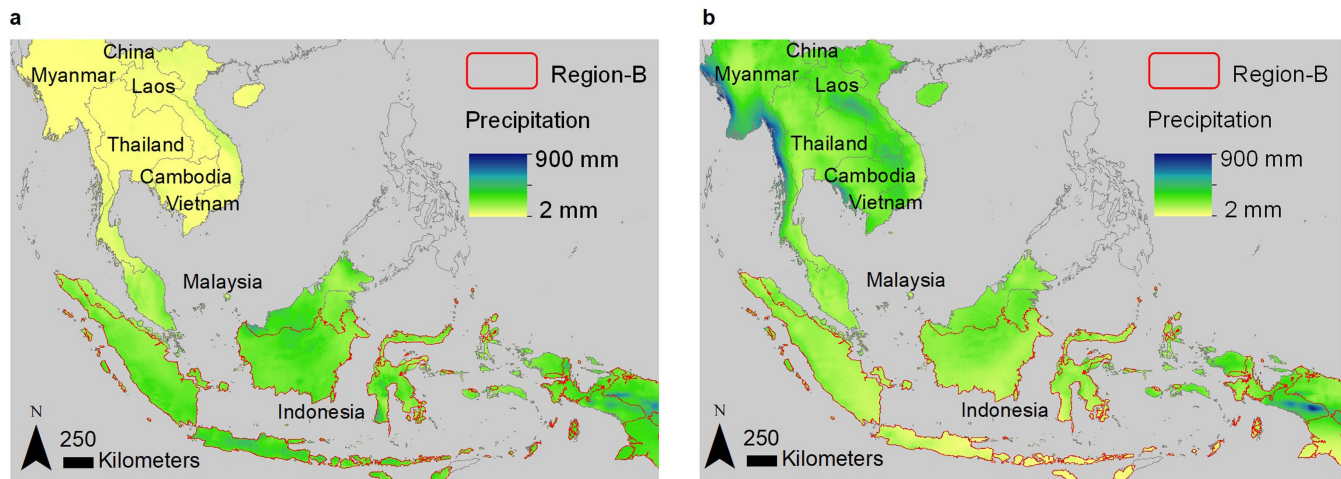 a
China
Myanmar
Laos
Thailand
Cambodia
Vietnam
Malaysia
Indonesia
Region-B
Precipitation
900 mm
2 mm
N
250
Kilometers
b
China
Myanmar
Laos
Thailand
Cambodia
Vietnam
Malaysia
Indonesia
Region-B
Precipitation
900 mm
2 mm
N
250
Kilometers